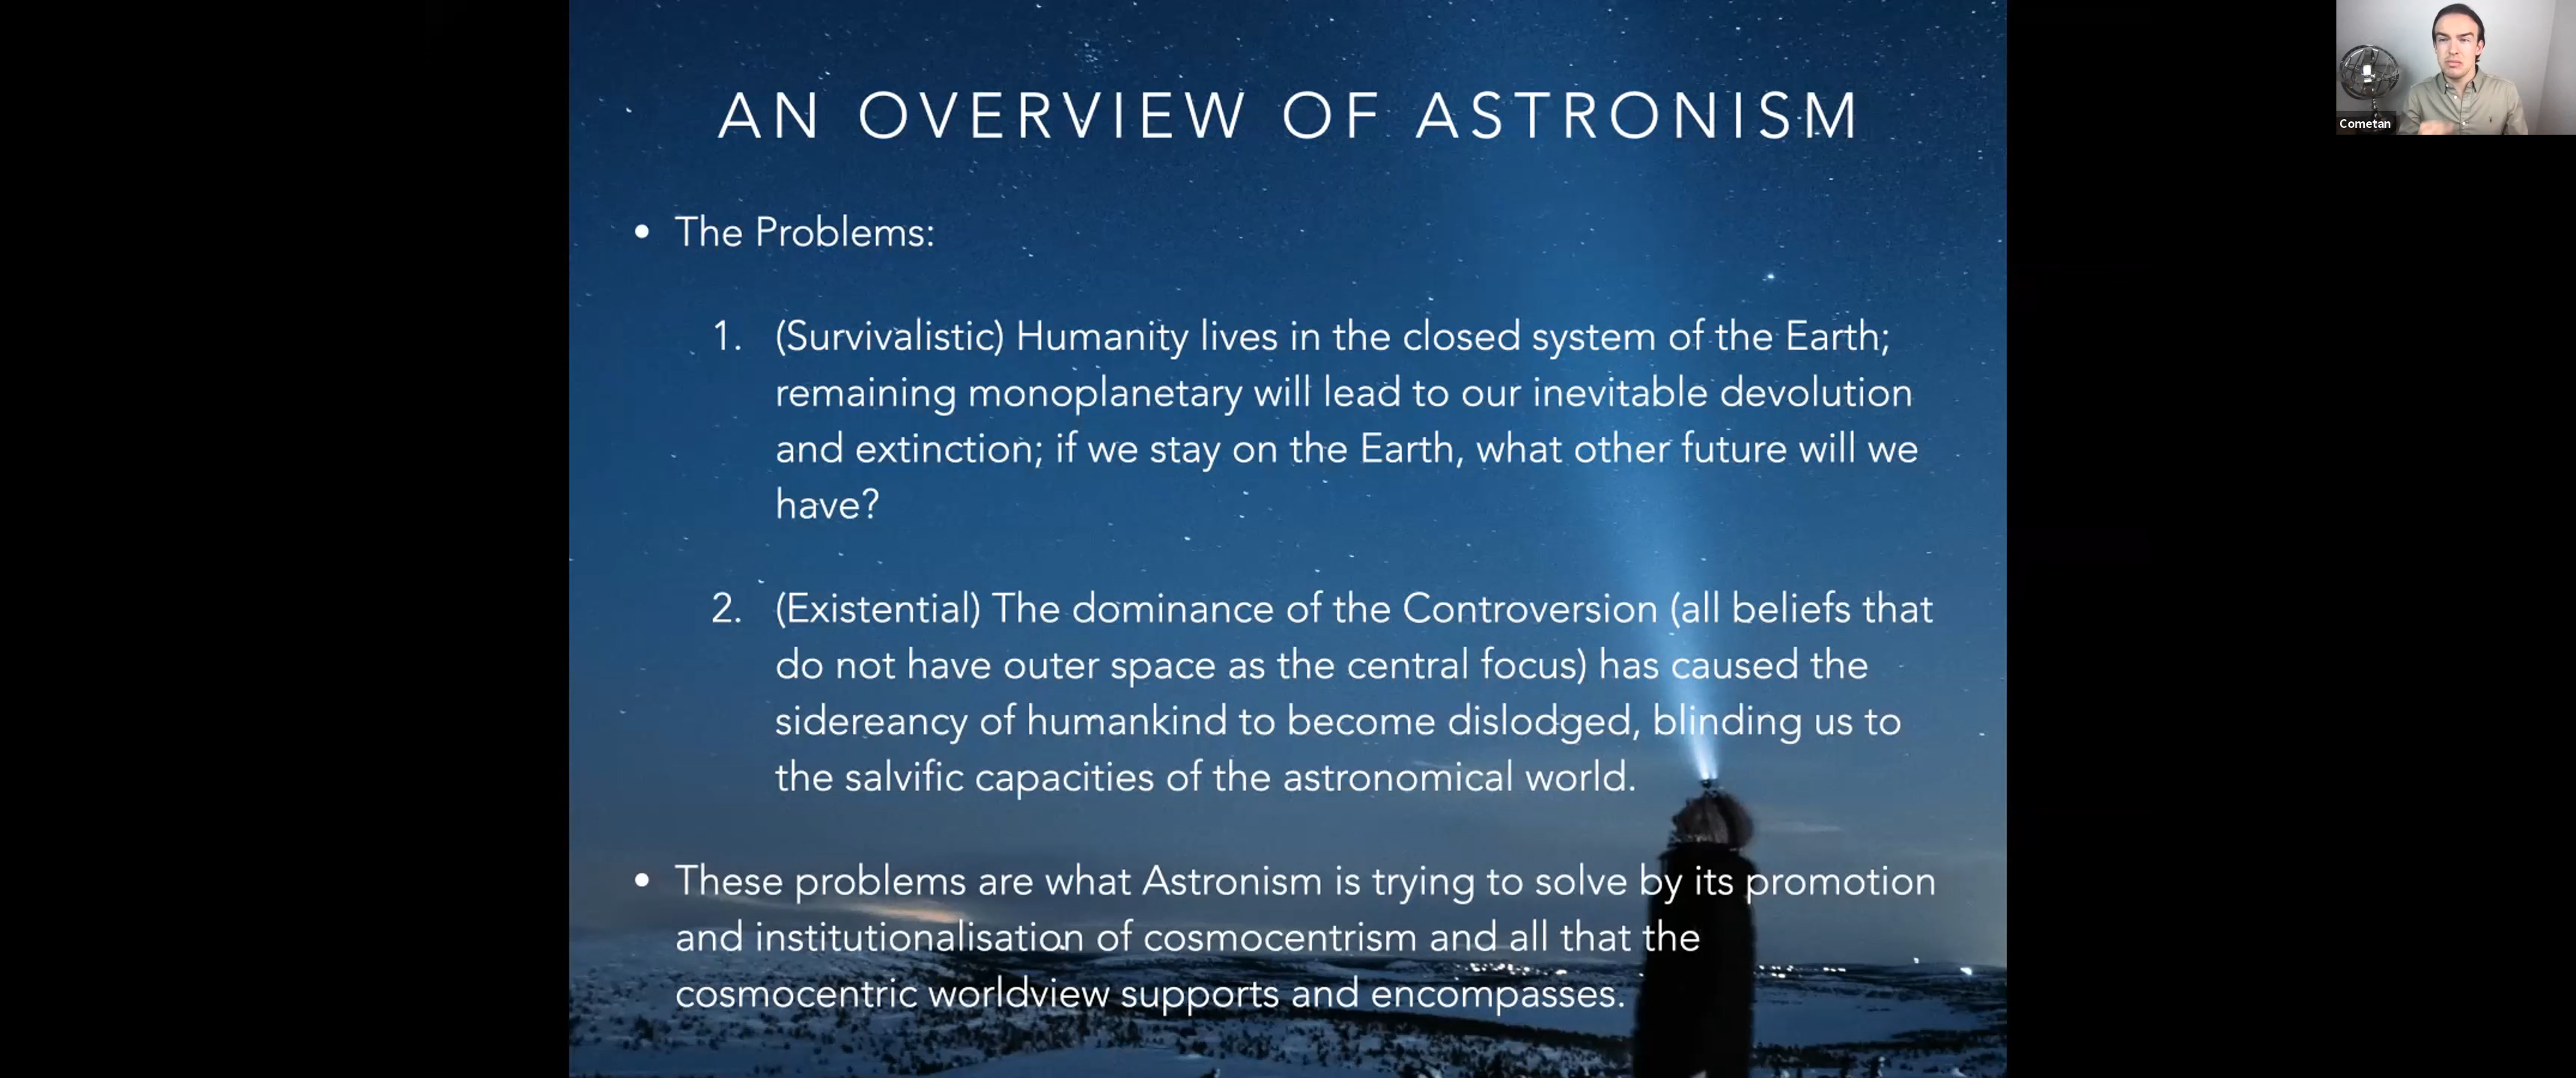 AN OVERVIEW OF ASTRONISM
Cometan
• The Problems:
1. (Survivalistic) Humanity lives in the closed system of the Earth;
remaining monoplanetary will lead to our inevitable devolution
and extinction; if we stay on the Earth, what other future will we
have?
2. (Existential) The dominance of the Controversion (all beliefs that
do not have outer space as the central focus) has caused the
sidereancy of humankind to become dislodged, blinding us to
the salvific capacities of the astronomical world.
• These problems are what Astronism is trying to solve by its promotion
and institutionalisation of cosmocentrism and all that the
cosmocentric worldview supports and encompasses.